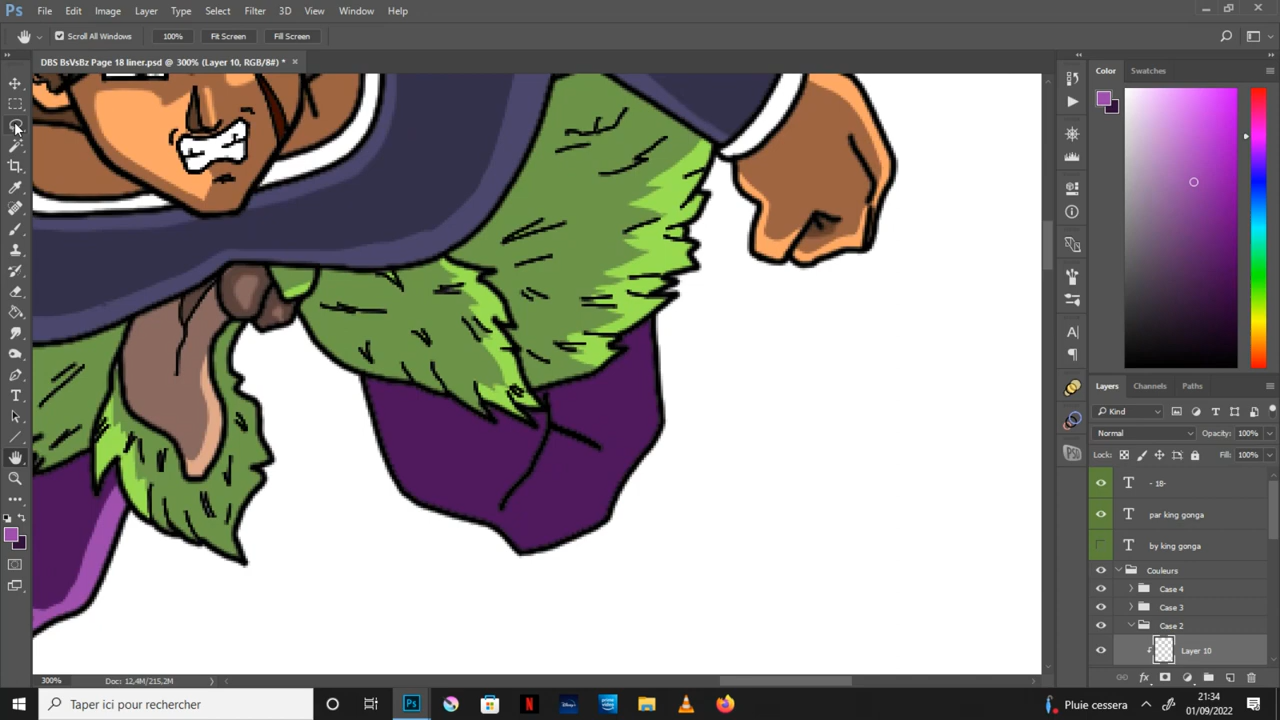 Ps File Edit Image Layer Type Select Filter 3D View Window Help
Scroll All Windows 100% Fit Screen Fill Screen
DBS BsVsBz Page 18 liner.psd @ 300% (Layer 10, RGB/8#) * ×
Color Swatches
Layers Channels Paths
Kind
Normal Opacity: 100%
Lock: Fill: 100%
T - 18-
T par king gonga
T by king gonga
Couleurs
Case 4
Case 3
Case 2
Layer 10
300% Doc: 12,4M/215,2M
Taper ici pour rechercher
Pluie cessera
21:34
01/09/2022